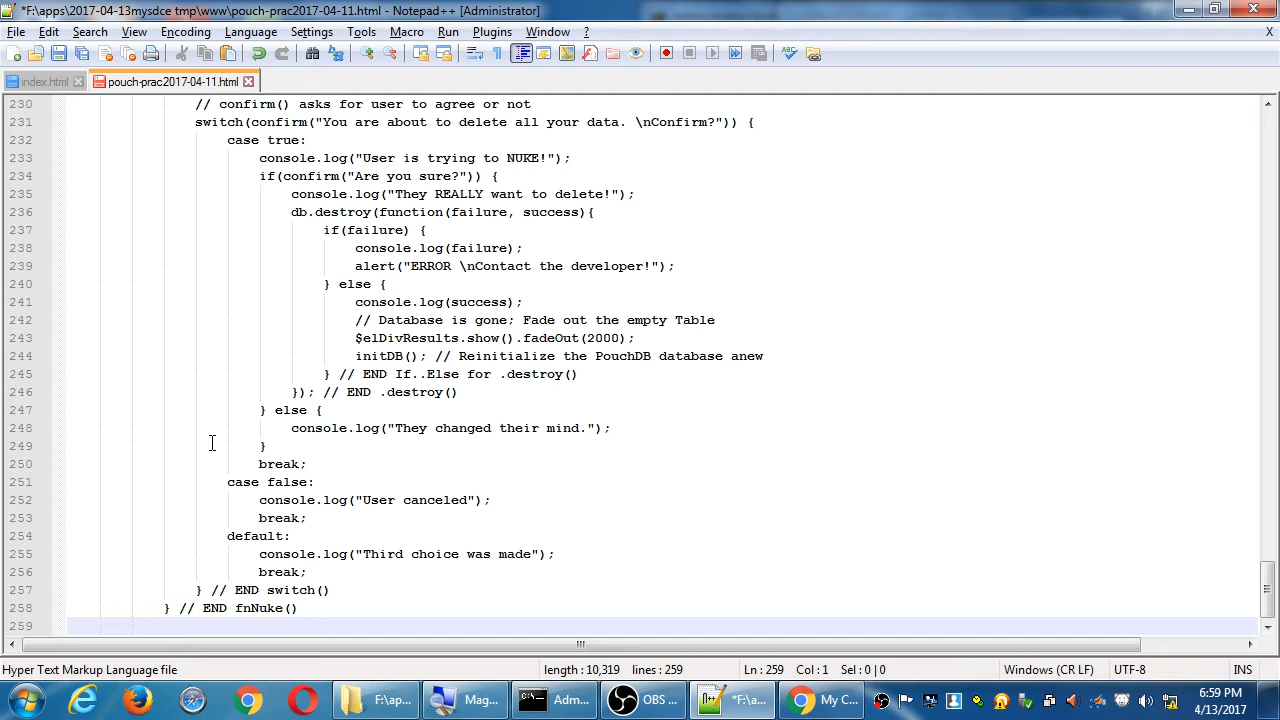 *F:\apps\2017-04-13mysdce tmp\www\pouch-prac2017-04-11.html - Notepad++ [Administrator]
File Edit Search View Encoding Language Settings Tools Macro Run Plugins Window ? X
index.html pouch-prac2017-04-11.html
230 // confirm() asks for user to agree or not
231 switch(confirm("You are about to delete all your data. \nConfirm?")) {
232 case true:
233 console.log("User is trying to NUKE!");
234 if(confirm("Are you sure?")) {
235 console.log("They REALLY want to delete!");
236 db.destroy(function(failure, success){
237 if(failure) {
238 console.log(failure);
239 alert("ERROR \nContact the developer!");
240 } else {
241 console.log(success);
242 // Database is gone; Fade out the empty Table
243 $elDivResults.show().fadeOut(2000);
244 initDB(); // Reinitialize the PouchDB database anew
245 } // END If..Else for .destroy()
246 }); // END .destroy()
247 } else {
248 console.log("They changed their mind.");
249 }
250 break;
251 case false:
252 console.log("User canceled");
253 break;
254 default:
255 console.log("Third choice was made");
256 break;
257 } // END switch()
258 } // END fnNuke()
259
Hyper Text Markup Language file length : 10,319 lines : 259 Ln : 259 Col : 1 Sel : 0 | 0 Windows (CR LF) UTF-8 INS
F:\ap... Mag... Adm... OBS ... *F:\a... My C...
6:59 PM
4/13/2017